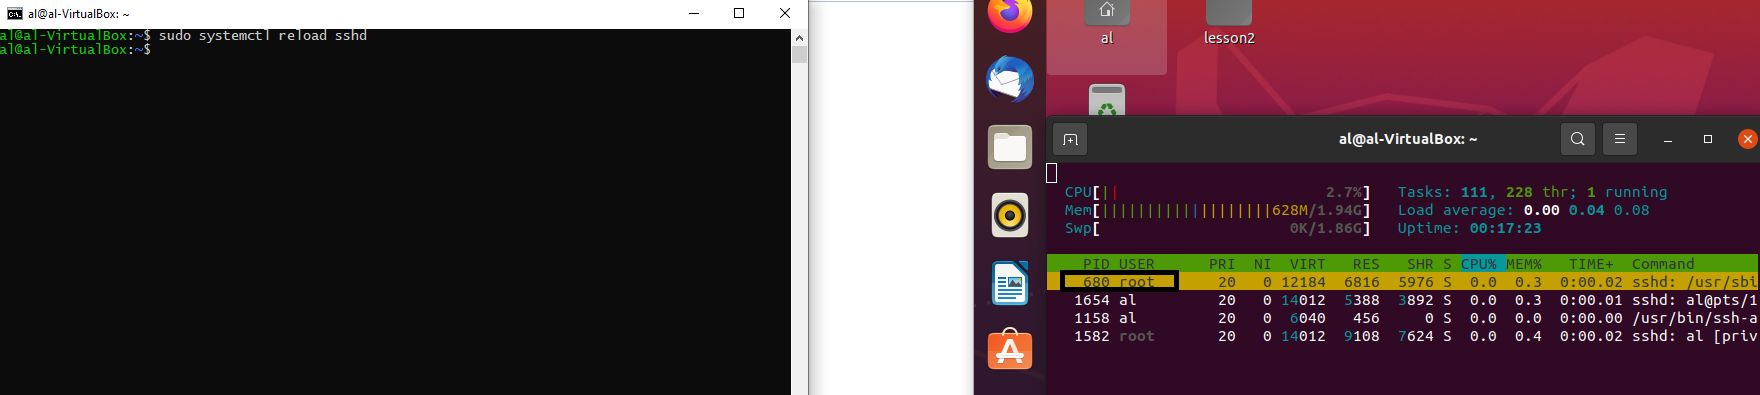 al@al-VirtualBox: ~
al@al-VirtualBox:~$ sudo systemctl reload sshd
al@al-VirtualBox:~$
al
lesson2
al@al-VirtualBox: ~
CPU[|| 2.7%] Tasks: 111, 228 thr; 1 running
Mem[|||||||||||||||||||628M/1.94G] Load average: 0.00 0.04 0.08
Swp[ 0K/1.86G] Uptime: 00:17:23
PID USER PRI NI VIRT RES SHR S CPU% MEM% TIME+ Command
680 root 20 0 12184 6816 5976 S 0.0 0.3 0:00.02 sshd: /usr/sbi
1654 al 20 0 14012 5388 3892 S 0.0 0.3 0:00.01 sshd: al@pts/1
1158 al 20 0 6040 456 0 S 0.0 0.0 0:00.00 /usr/bin/ssh-a
1582 root 20 0 14012 9108 7624 S 0.0 0.4 0:00.02 sshd: al [priv